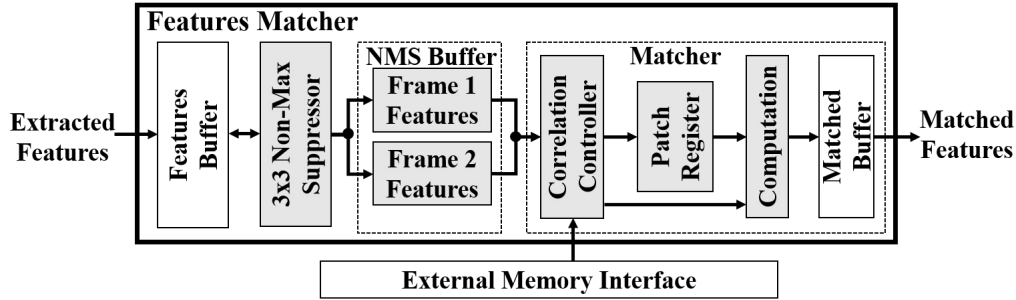 Features Matcher
Extracted
Features
Features
Buffer
3x3 Non-Max
Suppressor
NMS Buffer
Frame 1
Features
Frame 2
Features
Matcher
Correlation
Controller
Patch
Register
Computation
Matched
Buffer
Matched
Features
External Memory Interface